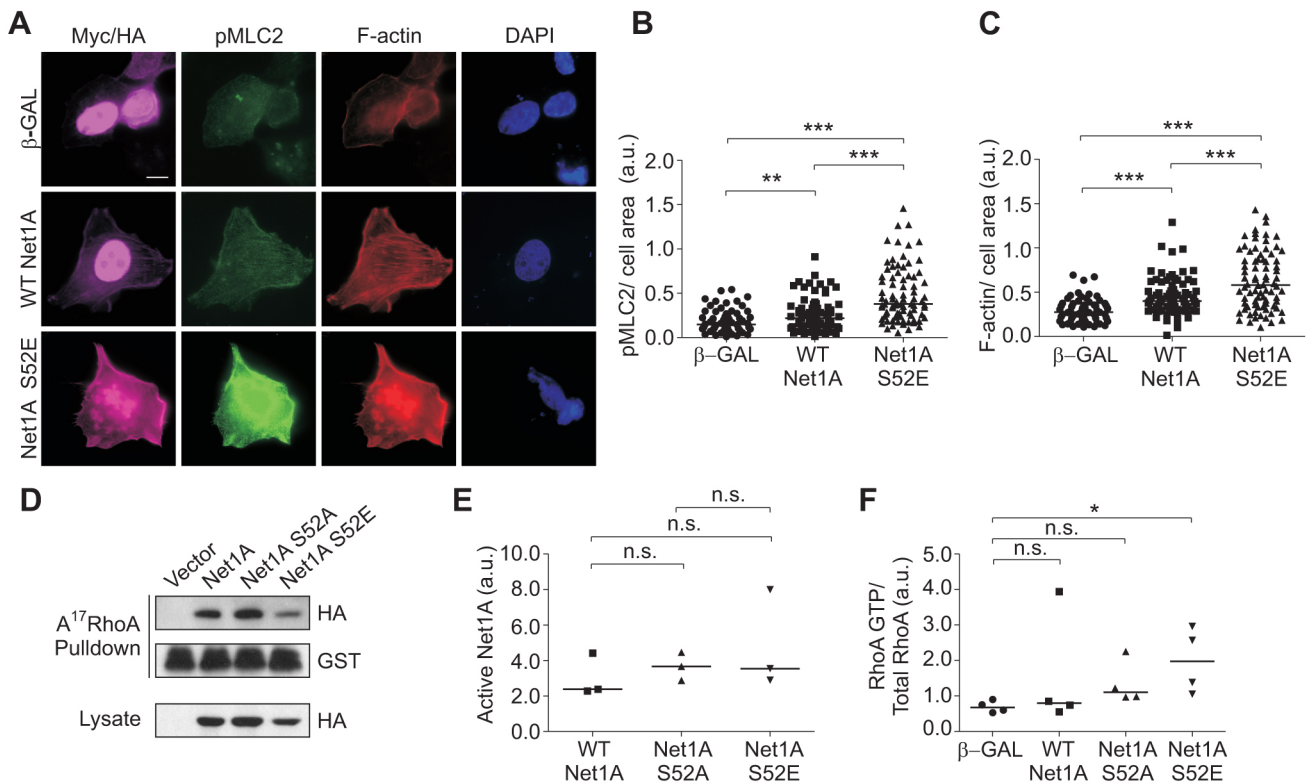 A
Myc/HA pMLC2 F-actin DAPI
β-GAL
WT Net1A
Net1A S52E
B
pMLC2/ cell area (a.u.)
2.0
1.5
1.0
0.5
0.0
***
***
**
β–GAL WT Net1A
Net1A S52E
C
F-actin/ cell area (a.u.)
2.0
1.5
1.0
0.5
0.0
***
***
***
β–GAL WT Net1A
Net1A S52E
D
Vector Net1A Net1A S52A Net1A S52E
A¹⁷RhoA
Pulldown
HA
GST
Lysate HA
E
Active Net1A (a.u.)
10.0
8.0
6.0
4.0
2.0
0.0
n.s.
n.s.
n.s.
WT Net1A Net1A
Net1A S52A S52E
F
RhoA GTP/
Total RhoA (a.u.)
5.0
4.0
3.0
2.0
1.0
0.0
*
n.s.
n.s.
β–GAL WT Net1A Net1A
Net1A S52A S52E